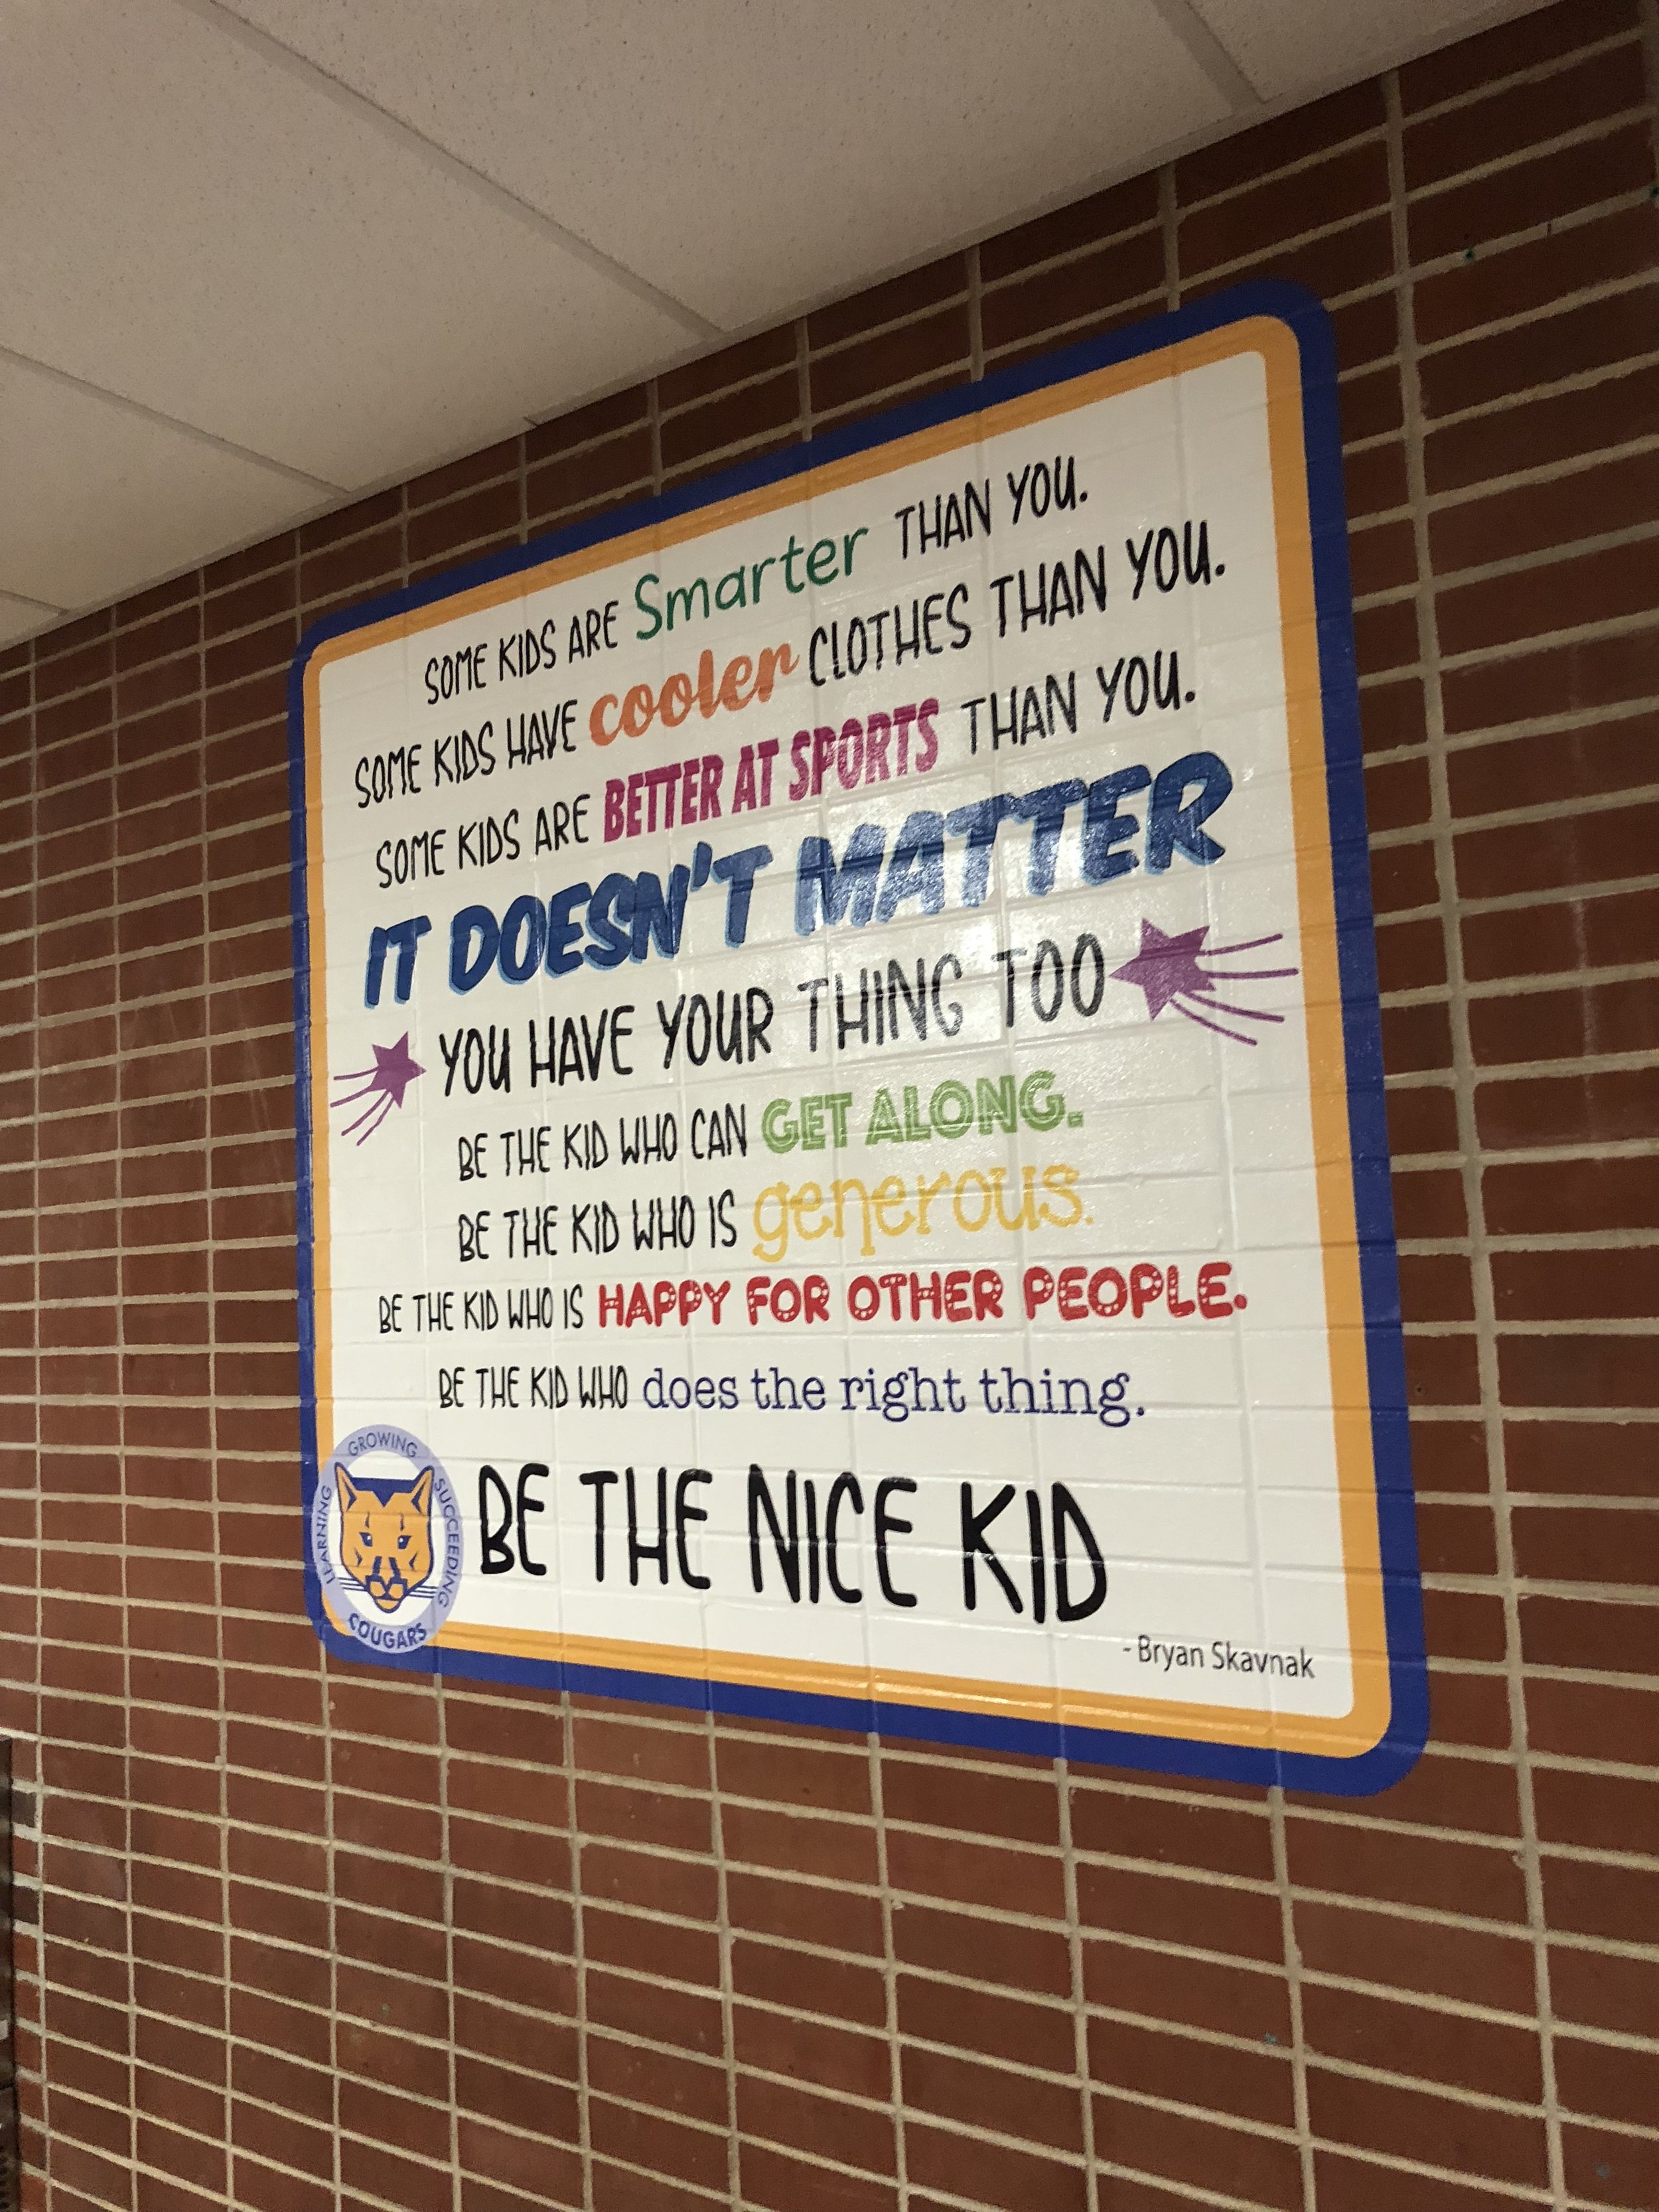 SOME KIDS ARE Smarter THAN YOU.
SOME KIDS HAVE cooler CLOTHES THAN YOU.
SOME KIDS ARE BETTER AT SPORTS THAN YOU.
IT DOESN'T MATTER
YOU HAVE YOUR THING TOO
BE THE KID WHO CAN GET ALONG.
BE THE KID WHO IS generous.
BE THE KID WHO IS HAPPY FOR OTHER PEOPLE.
BE THE KID WHO does the right thing.
BE THE NICE KID
- Bryan Skavnak
LEARNING GROWING SUCCEEDING
COUGARS